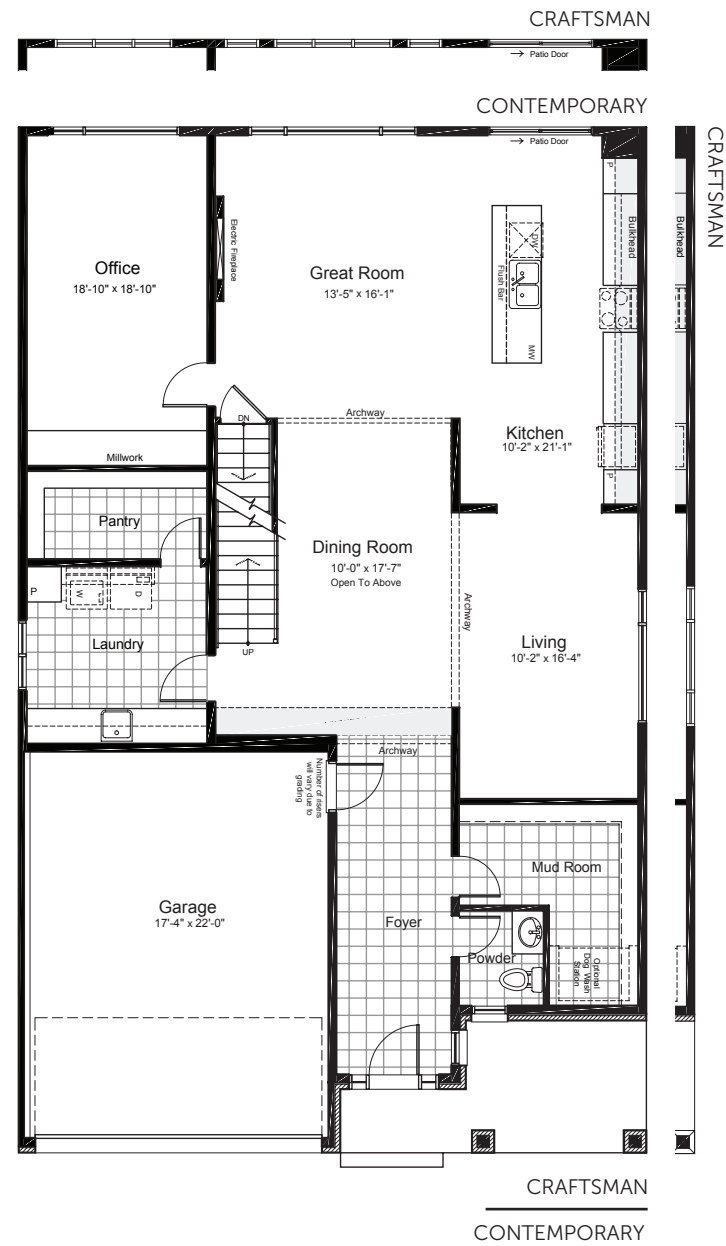 CRAFTSMAN
Patio Door
CONTEMPORARY
Patio Door
CRAFTSMAN
P
Bulkhead
Bulkhead
Electric Fireplace
DW
Flush Bar
MW
Office
18'-10" x 18'-10"
Great Room
13'-5" x 16'-1"
DN
Archway
Kitchen
10'-2" x 21'-1"
Millwork
P
Pantry
Dining Room
10'-0" x 17'-7"
Open To Above
P
W
D
Archway
Laundry
UP
Living
10'-2" x 16'-4"
Archway
Number of risers
will vary due to
grading
Mud Room
Garage
17'-4" x 22'-0"
Foyer
Powder
Optional
Dog Wash
Station
CRAFTSMAN
CONTEMPORARY